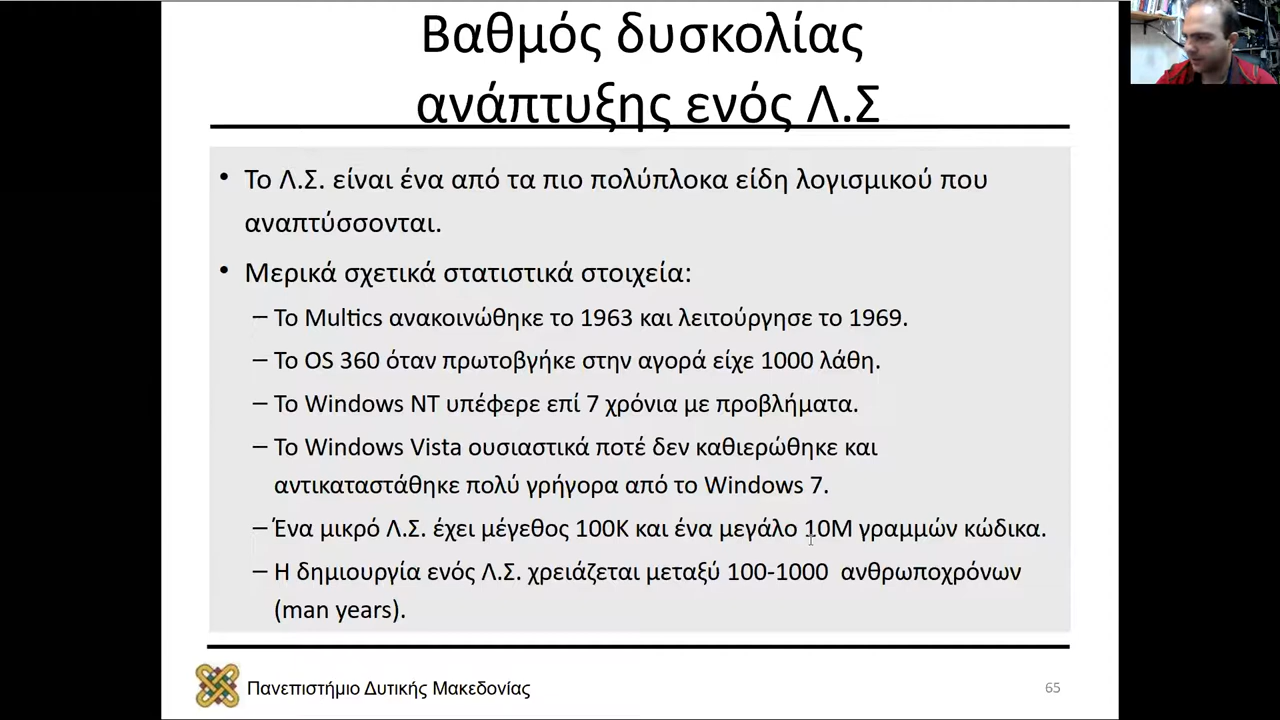 Βαθμός δυσκολίας
ανάπτυξης ενός Λ.Σ
• Το Λ.Σ. είναι ένα από τα πιο πολύπλοκα είδη λογισμικού που
αναπτύσσονται.
• Μερικά σχετικά στατιστικά στοιχεία:
– Το Multics ανακοινώθηκε το 1963 και λειτούργησε το 1969.
– Το OS 360 όταν πρωτοβγήκε στην αγορά είχε 1000 λάθη.
– Το Windows NT υπέφερε επί 7 χρόνια με προβλήματα.
– Το Windows Vista ουσιαστικά ποτέ δεν καθιερώθηκε και
αντικαταστάθηκε πολύ γρήγορα από το Windows 7.
– Ένα μικρό Λ.Σ. έχει μέγεθος 100Κ και ένα μεγάλο 10Μ γραμμών κώδικα.
– Η δημιουργία ενός Λ.Σ. χρειάζεται μεταξύ 100-1000 ανθρωποχρόνων
(man years).
Πανεπιστήμιο Δυτικής Μακεδονίας
65